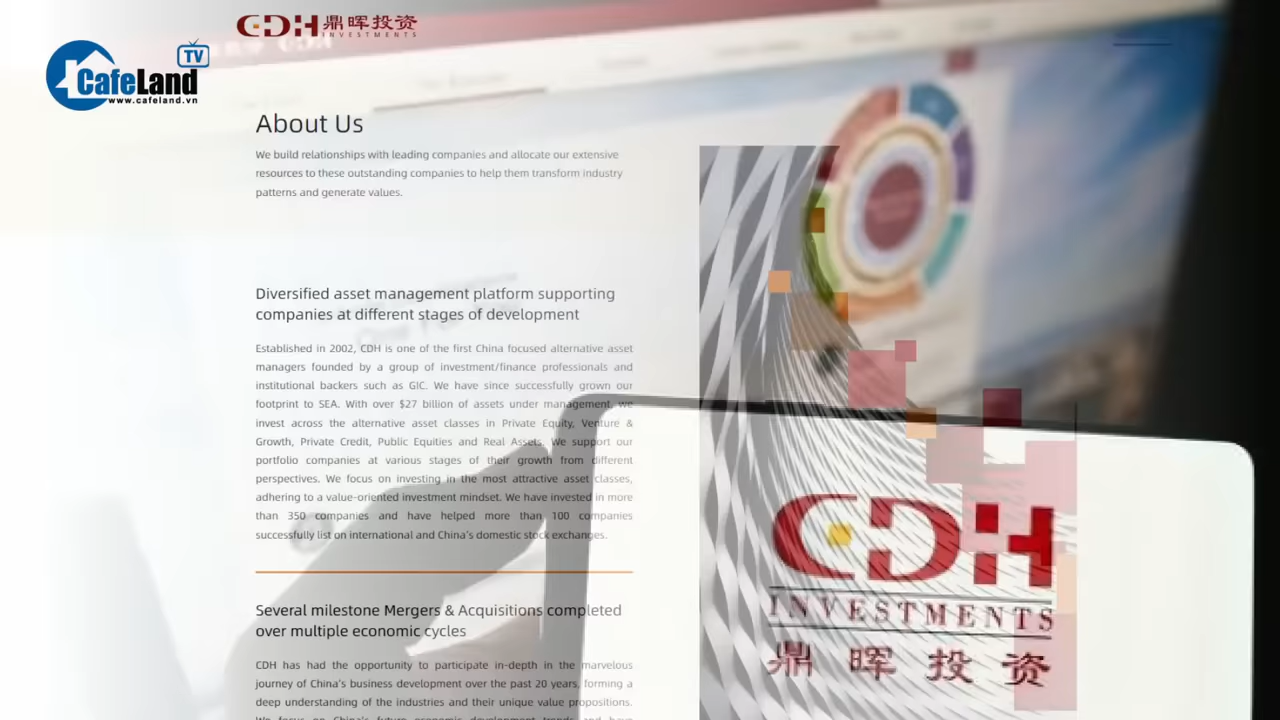 CDH 鼎晖投资
INVESTMENTS
TV
CafeLand
www.cafeland.vn
About Us
We build relationships with leading companies and allocate our extensive
resources to these outstanding companies to help them transform industry
patterns and generate values.
Diversified asset management platform supporting
companies at different stages of development
Established in 2002, CDH is one of the first China focused alternative asset
managers founded by a group of investment/finance professionals and
institutional backers such as GIC. We have since successfully grown our
footprint to SEA. With over $27 billion of assets under management, we
invest across the alternative asset classes in Private Equity, Venture &
Growth, Private Credit, Public Equities and Real Assets. We support our
portfolio companies at various stages of their growth from different
perspectives. We focus on investing in the most attractive asset classes,
adhering to a value-oriented investment mindset. We have invested in more
than 350 companies and have helped more than 100 companies
successfully list on international and China's domestic stock exchanges.
Several milestone Mergers & Acquisitions completed
over multiple economic cycles
CDH has had the opportunity to participate in-depth in the marvelous
journey of China's business development over the past 20 years, forming a
deep understanding of the industries and their unique value propositions.
We focus on China's future economic development trends and have
CDH
INVESTMENTS
鼎晖投资